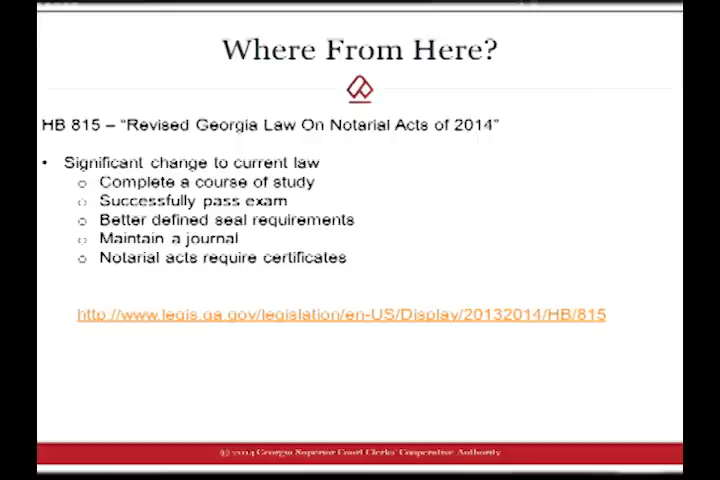 Where From Here?
HB 815 – “Revised Georgia Law On Notarial Acts of 2014”
• Significant change to current law
o Complete a course of study
o Successfully pass exam
o Better defined seal requirements
o Maintain a journal
o Notarial acts require certificates
http://www.legis.ga.gov/legislation/en-US/Display/20132014/HB/815
© 2014 Georgia Superior Court Clerks' Cooperative Authority